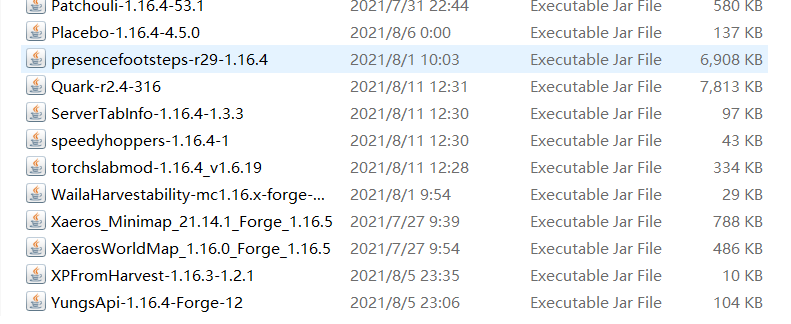 Patchouli-1.16.4-53.1 2021/7/31 22:44 Executable Jar File 580 KB
Placebo-1.16.4-4.5.0 2021/8/6 0:00 Executable Jar File 137 KB
presencefootsteps-r29-1.16.4 2021/8/1 10:03 Executable Jar File 6,908 KB
Quark-r2.4-316 2021/8/11 12:31 Executable Jar File 7,813 KB
ServerTabInfo-1.16.4-1.3.3 2021/8/11 12:30 Executable Jar File 97 KB
speedyhoppers-1.16.4-1 2021/8/11 12:30 Executable Jar File 43 KB
torchslabmod-1.16.4_v1.6.19 2021/8/11 12:28 Executable Jar File 334 KB
WailaHarvestability-mc1.16.x-forge-... 2021/8/1 9:54 Executable Jar File 29 KB
Xaeros_Minimap_21.14.1_Forge_1.16.5 2021/7/27 9:39 Executable Jar File 788 KB
XaerosWorldMap_1.16.0_Forge_1.16.5 2021/7/27 9:54 Executable Jar File 486 KB
XPFromHarvest-1.16.3-1.2.1 2021/8/5 23:35 Executable Jar File 10 KB
YungsApi-1.16.4-Forge-12 2021/8/5 23:06 Executable Jar File 104 KB